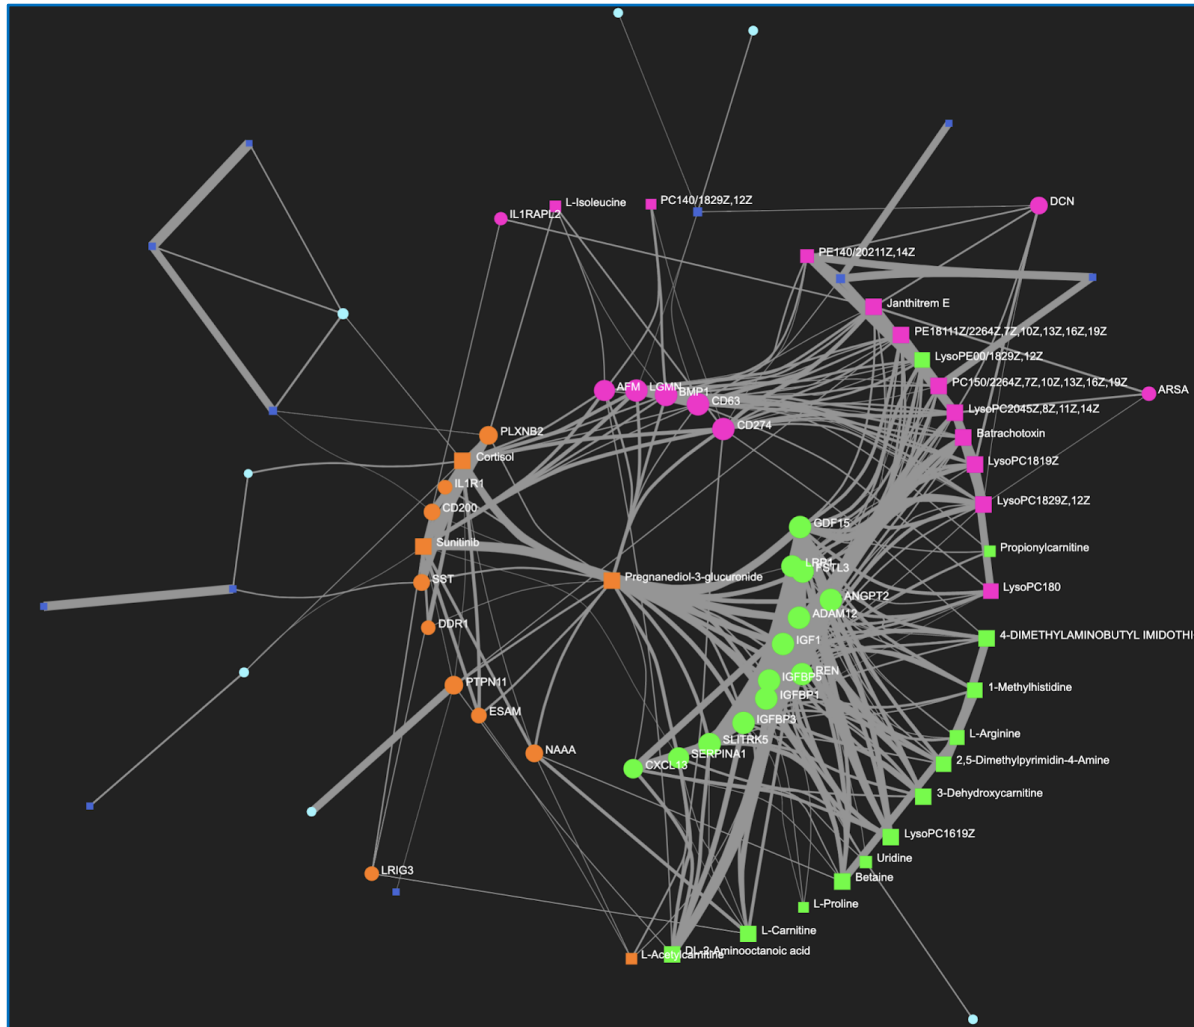 PC140/1829Z,12Z
L-Isoleucine
IL1RAPL2
DCN
PE140/20211Z,14Z
Janthitrem E
PE18111Z/2264Z,7Z,10Z,13Z,16Z,19Z
LysoPE00/1829Z,12Z
PC150/2264Z,7Z,10Z,13Z,16Z,19Z
ARSA
AFM
LGMN
BMP1
CD63
LysoPC2045Z,8Z,11Z,14Z
CD274
Batrachotoxin
PLXNB2
Cortisol
LysoPC1819Z
IL1R1
LysoPC1829Z,12Z
CD200
GDF15
Sunitinib
Propionylcarnitine
LRP1
FSTL3
Pregnanediol-3-glucuronide
SST
LysoPC180
ANGPT2
ADAM12
DDR1
4-DIMETHYLAMINOBUTYL IMIDOTHI
IGF1
REN
IGFBP5
PTPN11
1-Methylhistidine
IGFBP1
ESAM
IGFBP3
L-Arginine
SLITRK5
NAAA
SERPINA1
2,5-Dimethylpyrimidin-4-Amine
CXCL13
3-Dehydroxycarnitine
LysoPC1619Z
Uridine
LRIG3
Betaine
L-Proline
L-Carnitine
DL-2-Aminooctanoic acid
L-Acetylcarnitine